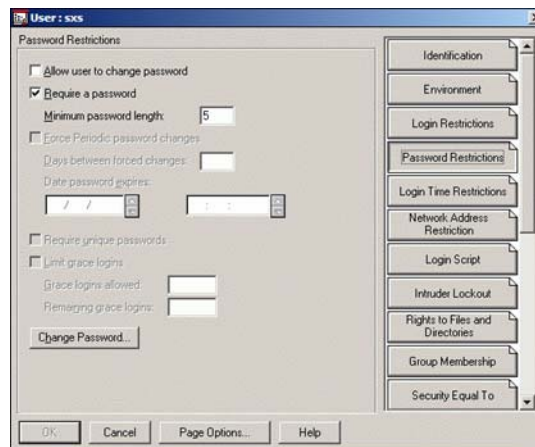 User : sxs
Password Restrictions
Allow user to change password
Require a password
Minimum password length: 5
Force Periodic password changes
Days between forced changes:
Date password expires:
/ /
: :
Require unique passwords
Limit grace logins
Grace logins allowed:
Remaining grace logins:
Change Password...
Identification
Environment
Login Restrictions
Password Restrictions
Login Time Restrictions
Network Address
Restriction
Login Script
Intruder Lockout
Rights to Files and
Directories
Group Membership
Security Equal To
OK
Cancel
Page Options...
Help